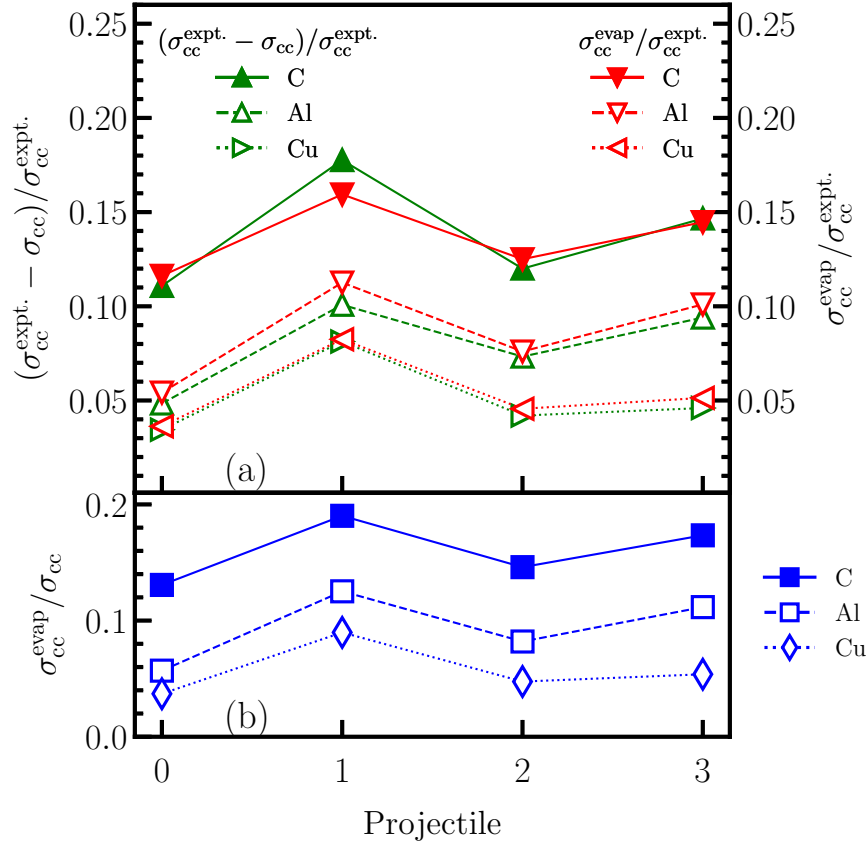 (σ_cc^expt. − σ_cc)/σ_cc^expt.
σ_cc^evap/σ_cc^expt.
C
Al
Cu
C
Al
Cu
0.25
0.20
0.15
0.10
0.05
(σ_cc^expt. − σ_cc)/σ_cc^expt.
0.25
0.20
0.15
0.10
0.05
σ_cc^evap/σ_cc^expt.
(a)
0.2
0.1
0.0
σ_cc^evap/σ_cc
(b)
C
Al
Cu
0 1 2 3
Projectile